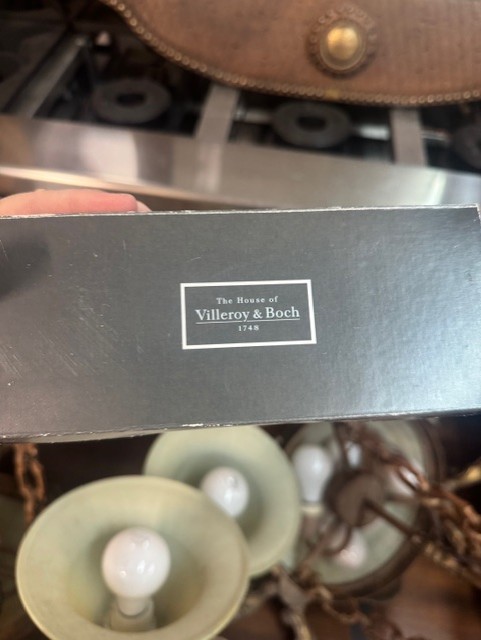 The House of
Villeroy & Boch
1748